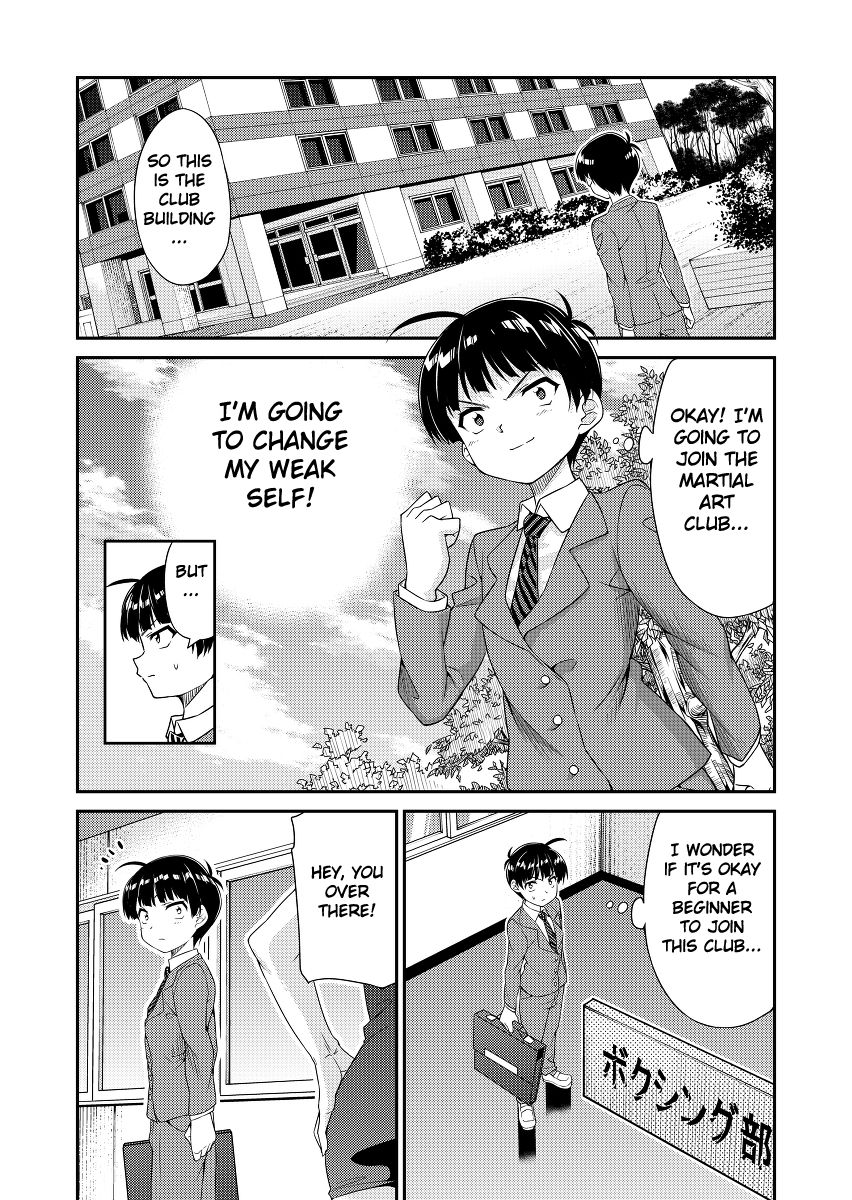 SO THIS
IS THE
CLUB
BUILDING
...
OKAY! I'M
GOING TO
JOIN THE
MARTIAL
ART
CLUB...
I'M GOING
TO CHANGE
MY WEAK
SELF!
BUT
...
I WONDER
IF IT'S OKAY
FOR A
BEGINNER
TO JOIN
THIS CLUB...
ボクシング部
HEY, YOU
OVER
THERE!